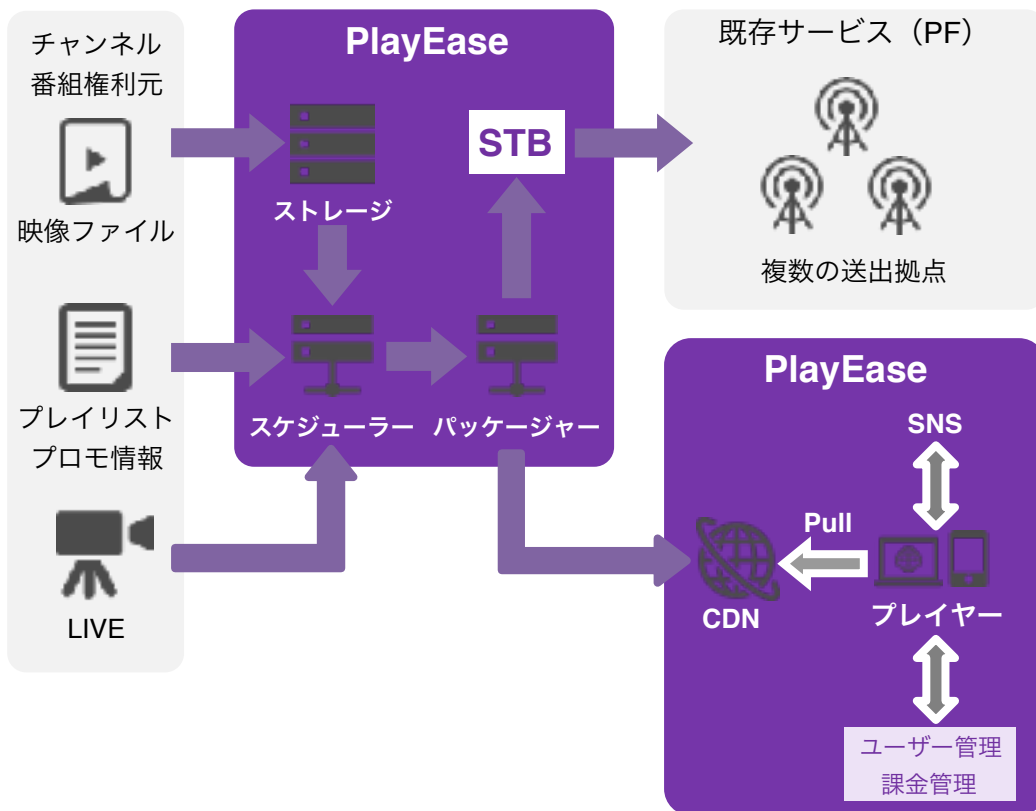 チャンネル
番組権利元
映像ファイル
プレイリスト
プロモ情報
LIVE
PlayEase
STB
ストレージ
スケジューラー
パッケージャー
既存サービス（PF）
複数の送出拠点
PlayEase
SNS
Pull
CDN
プレイヤー
ユーザー管理
課金管理